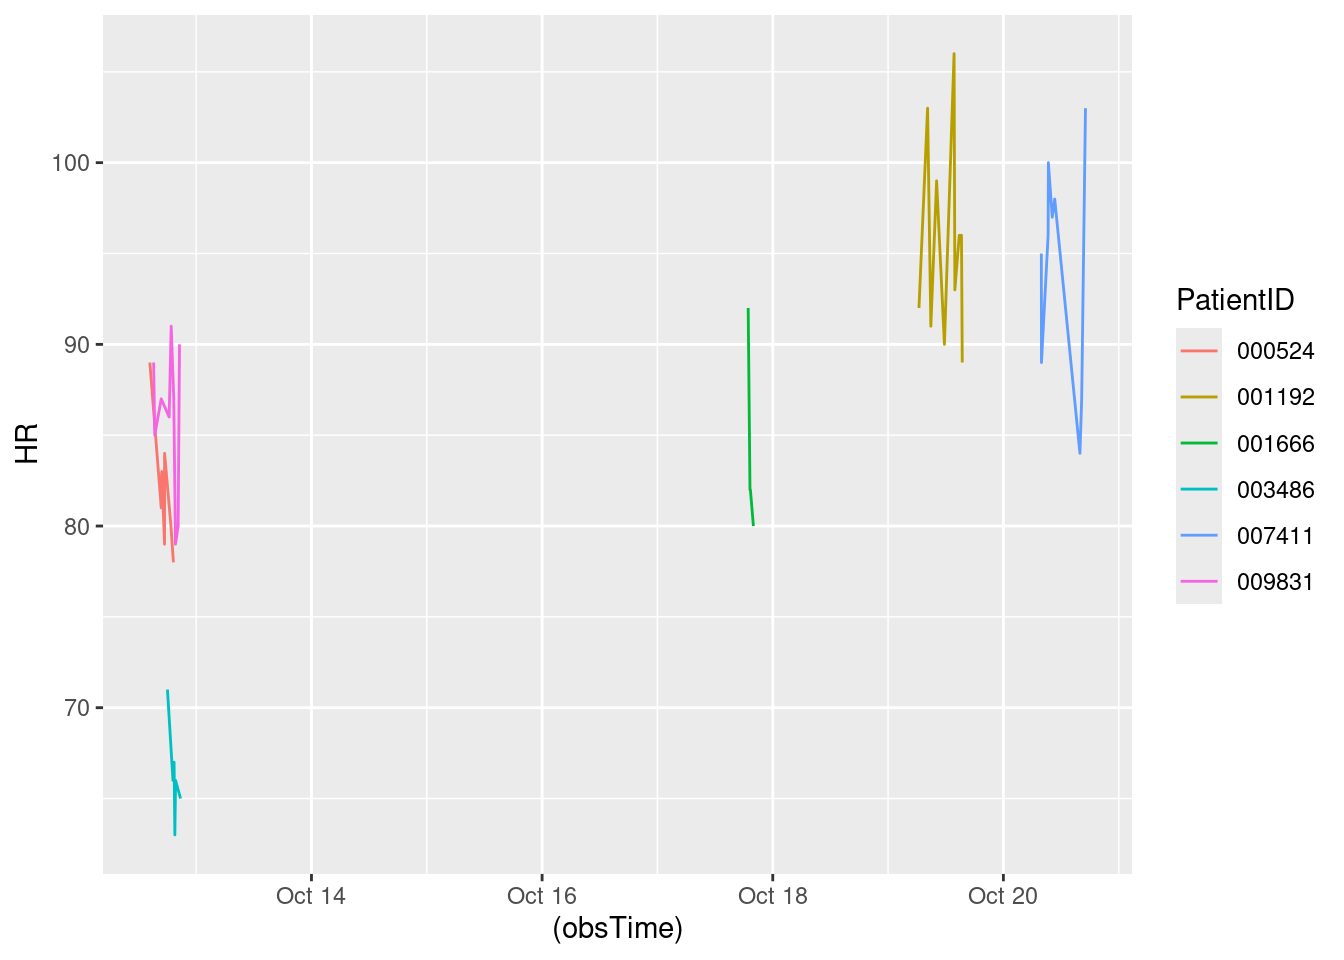 100
90
80
70
HR
Oct 14
Oct 16
Oct 18
Oct 20
(obsTime)
PatientID
000524
001192
001666
003486
007411
009831